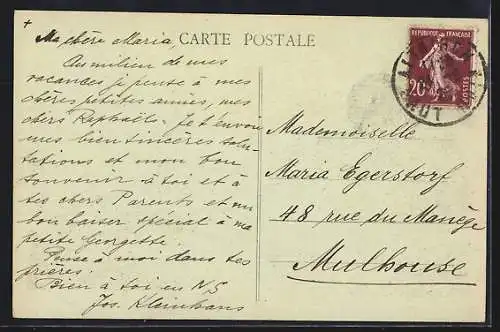 +
Ma chère Maria,
CARTE POSTALE
Au milieu de mes
vacances je pense à mes
chères petites amies, mes
chers Raphaëls. Je t'envoie
mes bien sincères salu-
tations et mon bon
souvenir à toi et à
tes chers Parents et un
bon baiser spécial à ma
petite Georgette.
Pense à moi dans tes
prières.
Bien à toi en N.S
Jos. Kleinhans
REPUBLIQUE FRANÇAISE
20c
POSTES
Mademoiselle
Maria Egerstorf
48 rue du Manège
Mulhouse